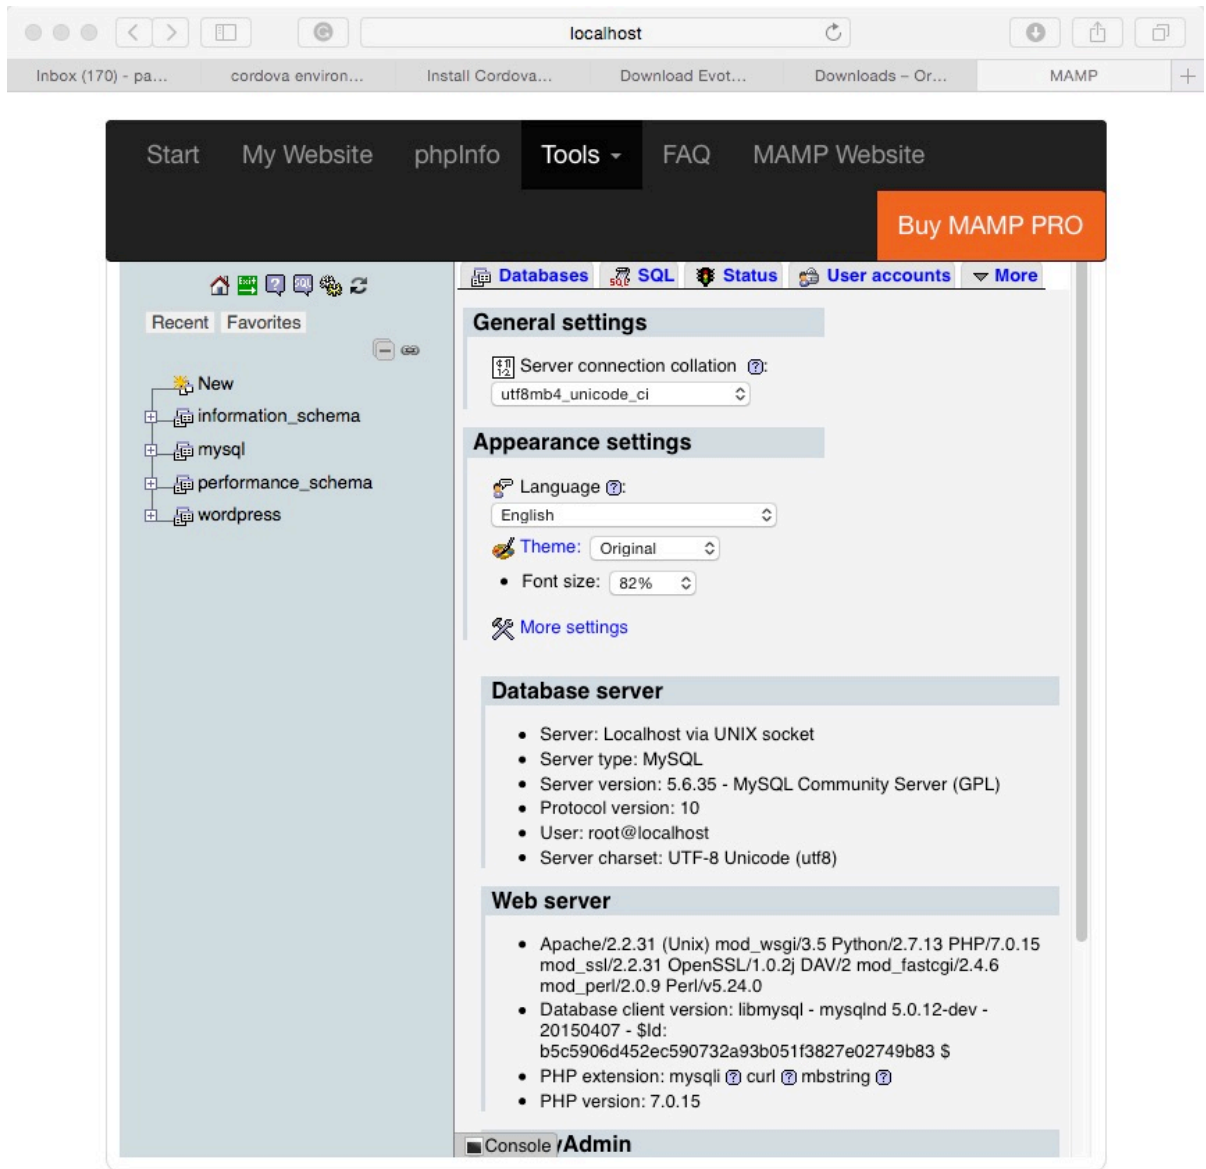 localhost
Inbox (170) - pa...
cordova environ...
Install Cordova...
Download Evot...
Downloads – Or...
MAMP
Start
My Website
phpInfo
Tools
FAQ
MAMP Website
Buy MAMP PRO
Recent
Favorites
New
information_schema
mysql
performance_schema
wordpress
Databases
SQL
Status
User accounts
More
General settings
Server connection collation :
utf8mb4_unicode_ci
Appearance settings
Language :
English
Theme: Original
• Font size: 82%
More settings
Database server
• Server: Localhost via UNIX socket
• Server type: MySQL
• Server version: 5.6.35 - MySQL Community Server (GPL)
• Protocol version: 10
• User: root@localhost
• Server charset: UTF-8 Unicode (utf8)
Web server
• Apache/2.2.31 (Unix) mod_wsgi/3.5 Python/2.7.13 PHP/7.0.15
mod_ssl/2.2.31 OpenSSL/1.0.2j DAV/2 mod_fastcgi/2.4.6
mod_perl/2.0.9 Perl/v5.24.0
• Database client version: libmysql - mysqlnd 5.0.12-dev -
20150407 - $Id:
b5c5906d452ec590732a93b051f3827e02749b83 $
• PHP extension: mysqli curl mbstring
• PHP version: 7.0.15
Console
Admin